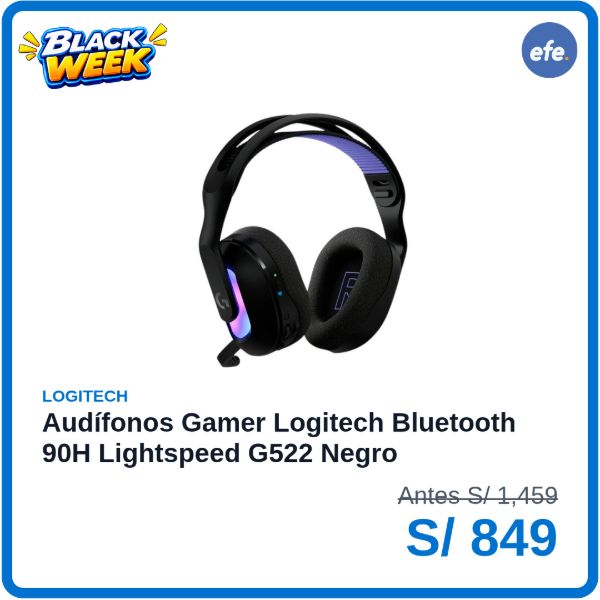 BLACK
WEEK
efe.
LOGITECH
Audífonos Gamer Logitech Bluetooth
90H Lightspeed G522 Negro
Antes S/ 1,459
S/ 849